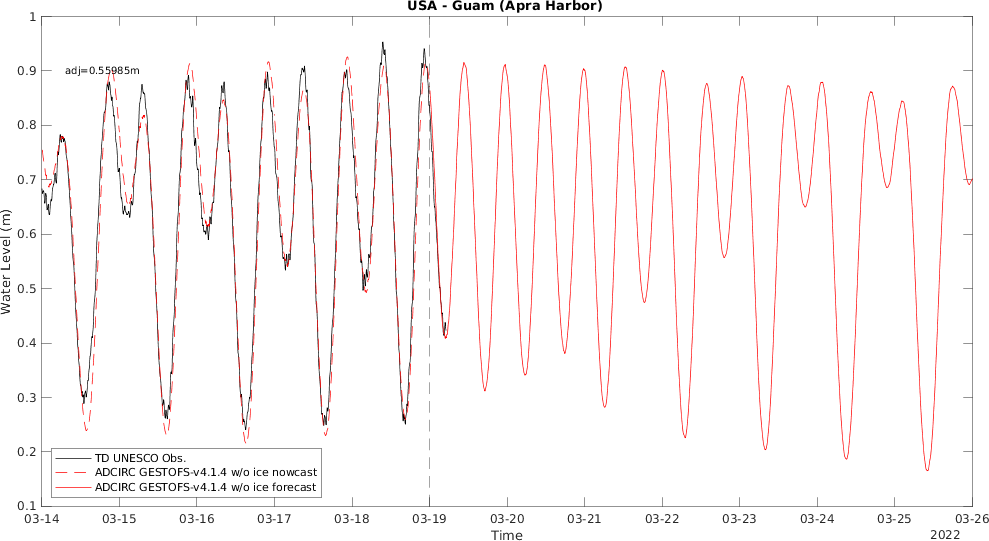 USA - Guam (Apra Harbor)
adj=0.55985m
1
0.9
0.8
0.7
0.6
0.5
0.4
0.3
0.2
0.1
Water Level (m)
TD UNESCO Obs.
ADCIRC GESTOFS-v4.1.4 w/o ice nowcast
ADCIRC GESTOFS-v4.1.4 w/o ice forecast
03-14 03-15 03-16 03-17 03-18 03-19 03-20 03-21 03-22 03-23 03-24 03-25 03-26
Time
2022